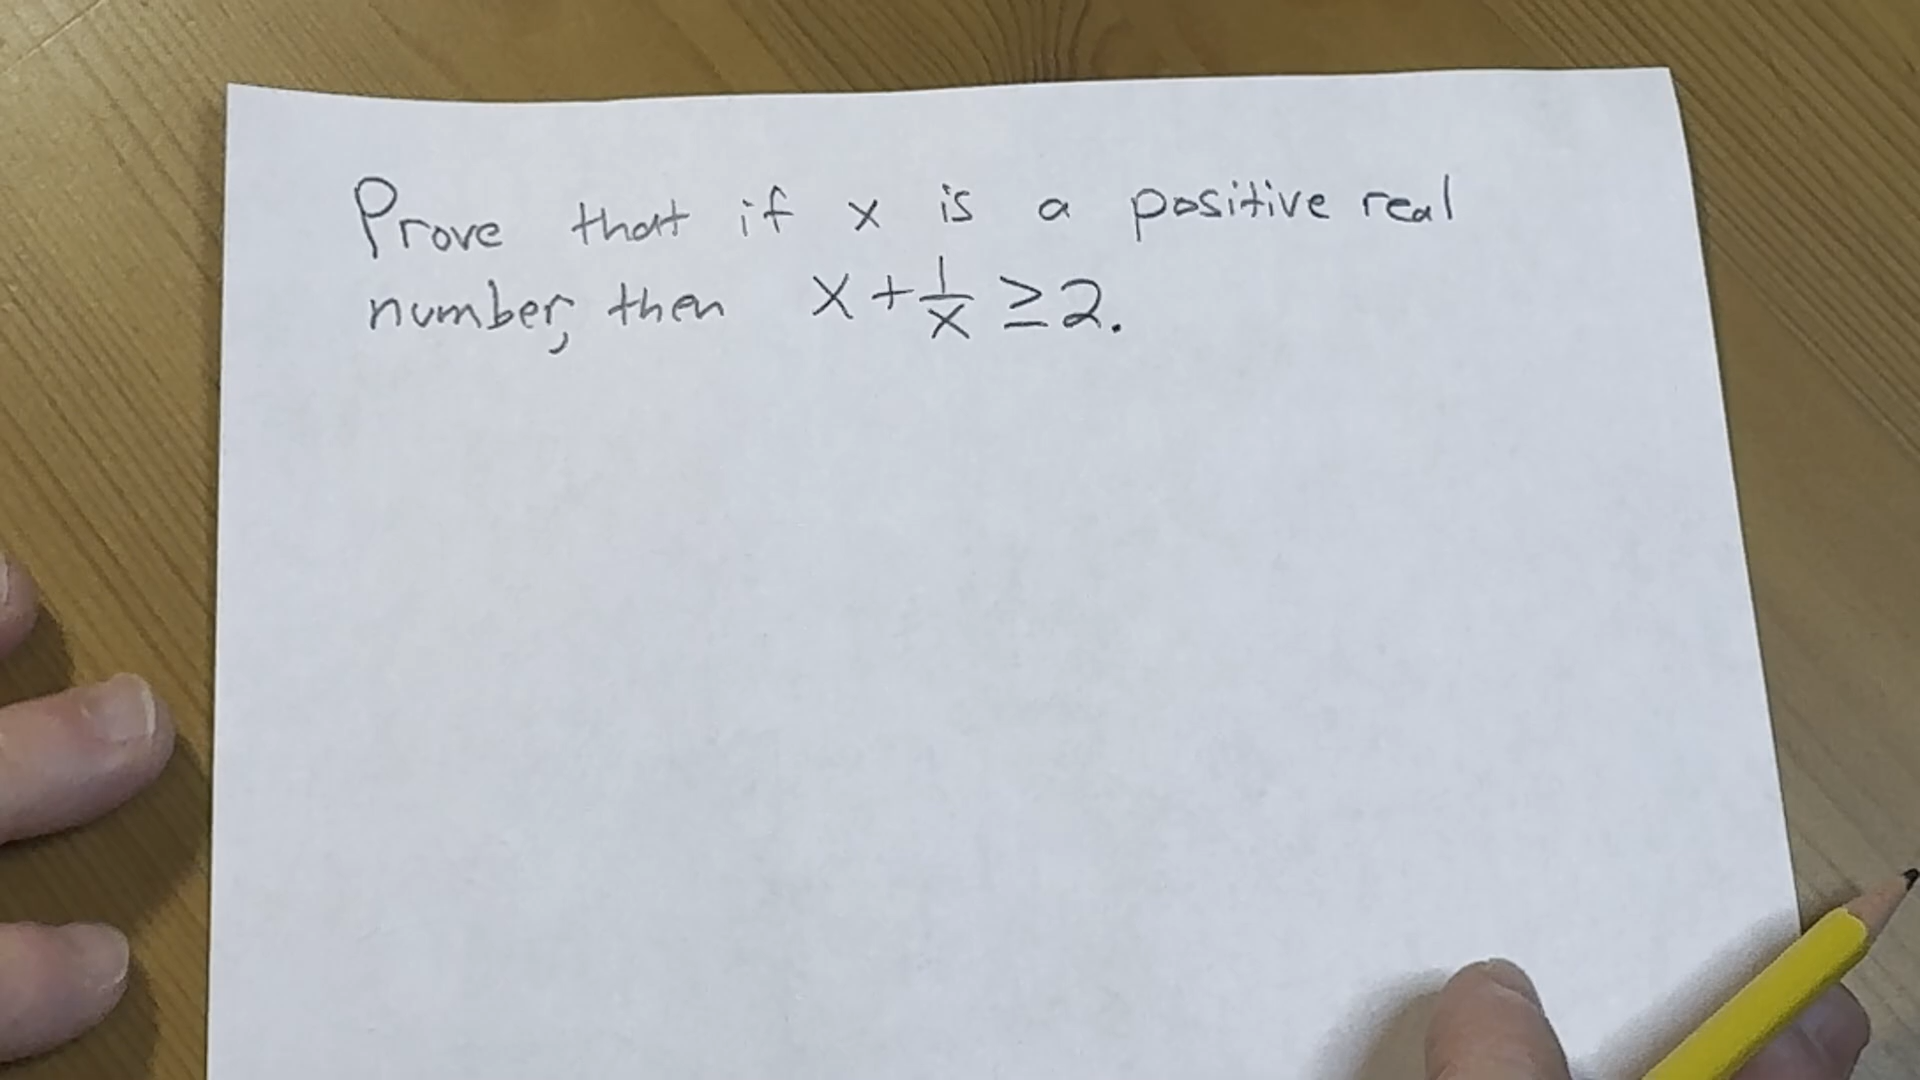 Prove that if x is a positive real
number, then x + 1/x ≥ 2.